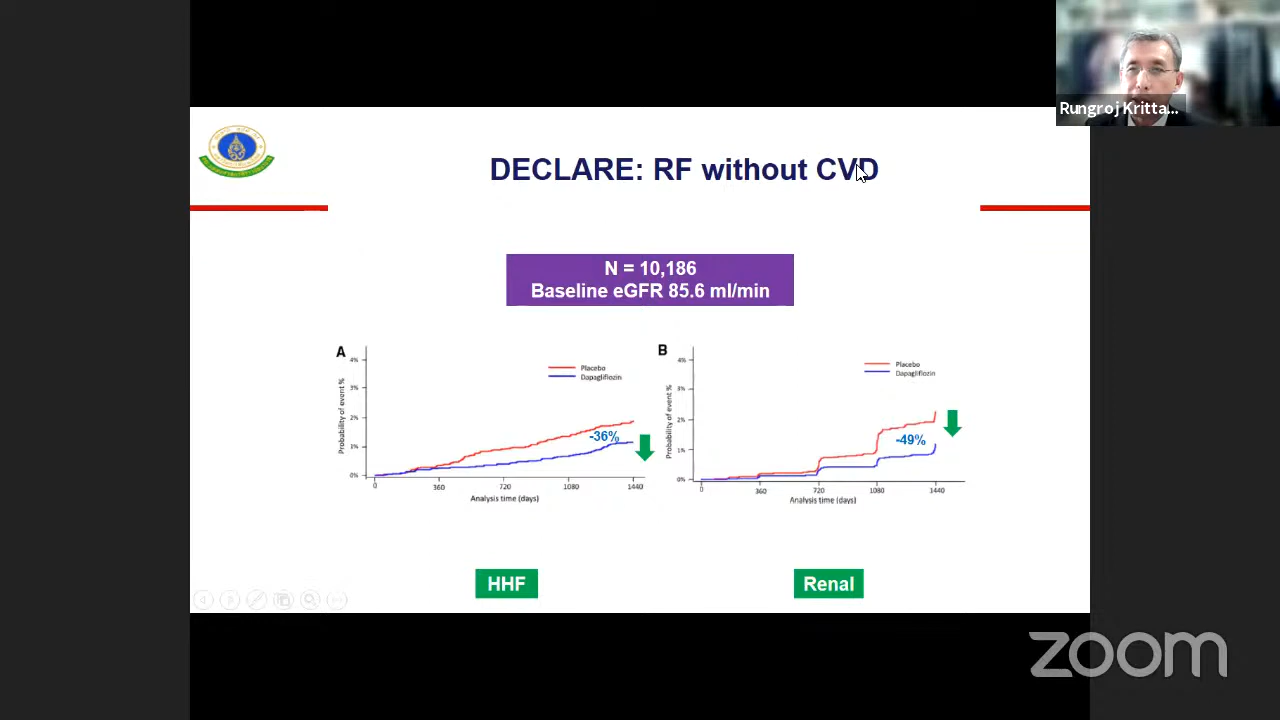 Rungroj Kritta...
DECLARE: RF without CVD
N = 10,186
Baseline eGFR 85.6 ml/min
A
Probability of event %
4%
3%
2%
1%
0%
Placebo
Dapagliflozin
-36%
0
360
720
1080
1440
Analysis time (days)
B
Probability of event %
4%
3%
2%
1%
0%
Placebo
Dapagliflozin
-49%
0
360
720
1080
1440
Analysis time (days)
HHF
Renal
zoom